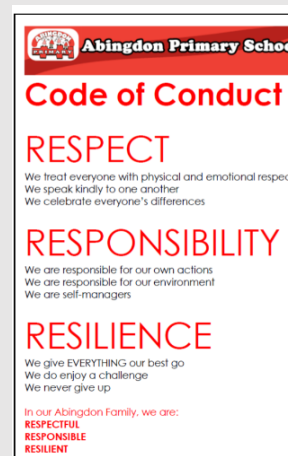 ABINGDON
PRIMARY
Abingdon Primary Schoo
Code of Conduct
RESPECT
We treat everyone with physical and emotional respec
We speak kindly to one another
We celebrate everyone's differences
RESPONSIBILITY
We are responsible for our own actions
We are responsible for our environment
We are self-managers
RESILIENCE
We give EVERYTHING our best go
We do enjoy a challenge
We never give up
In our Abingdon Family, we are:
RESPECTFUL
RESPONSIBLE
RESILIENT